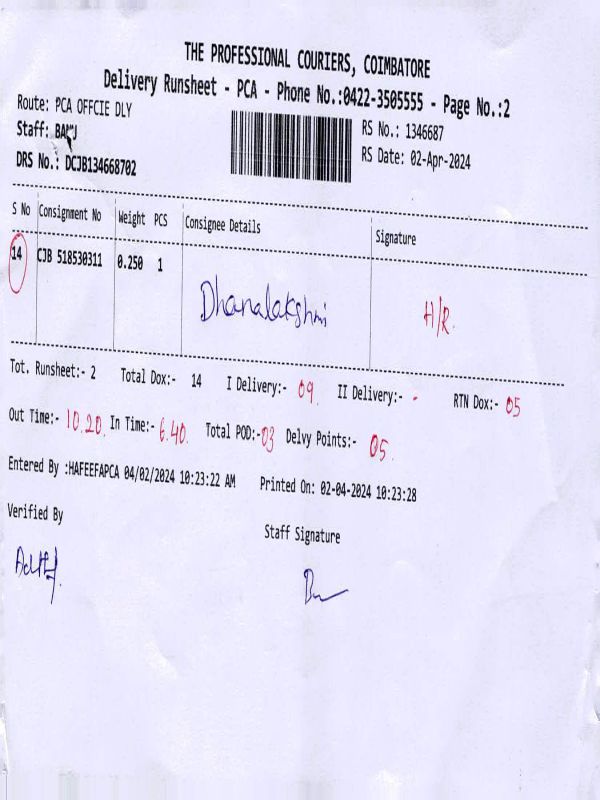 THE PROFESSIONAL COURIERS, COIMBATORE
Delivery Runsheet - PCA - Phone No.:0422-3505555 - Page No.:2
Route: PCA OFFCIE DLY
RS No.: 1346687
Staff:
RS Date: 02-Apr-2024
DRS No.: DCJB134668702
S No Consignment No Weight PCS Consignee Details Signature
14 CJB 518530311 0.250 1 Dhanalakshmi H/R.
Tot. Runsheet:- 2 Total Dox:- 14 I Delivery:- 09 II Delivery:- - RTN Dox:- 05
Out Time:- 10.20 In Time:- 6.40 Total POD:- 03 Delvy Points:- 05.
Entered By :HAFEEFAPCA 04/02/2024 10:23:22 AM Printed On: 02-04-2024 10:23:28
Verified By Staff Signature